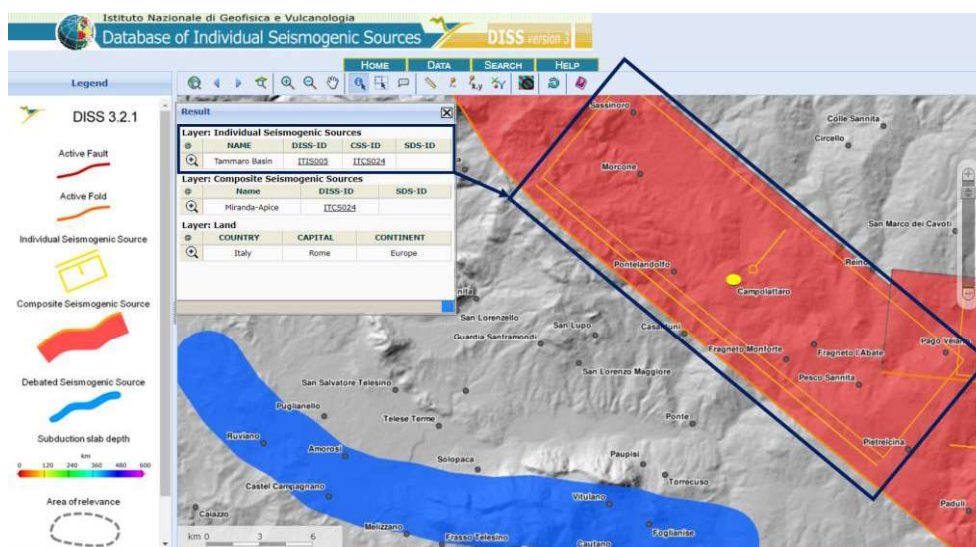 Istituto Nazionale di Geofisica e Vulcanologia
Database of Individual Seismogenic Sources
DISS version 3
HOME DATA SEARCH HELP
Legend
DISS 3.2.1
Active Fault
Active Fold
Individual Seismogenic Source
Composite Seismogenic Source
Debated Seismogenic Source
Subduction slab depth
km
0 120 240 360 480 600
Area of relevance
Result
Layer: Individual Seismogenic Sources
NAME DISS-ID CSS-ID SDS-ID
Tammaro Basin ITIS005 ITCS024
Layer: Composite Seismogenic Sources
Name DISS-ID SDS-ID
Miranda-Apice ITCS024
Layer: Land
COUNTRY CAPITAL CONTINENT
Italy Rome Europe
Sassinoro
Colle Sannita
Circello
Morcone
San Marco dei Cavoti
Pontelandolfo
Reino
Campolattaro
San Lorenzello
San Lupo
Casalduni
Guardia Sanframondi
Fragneto Monforte
Fragneto l'Abate
Pago Veiano
San Lorenzo Maggiore
Pesco Sannita
San Salvatore Telesino
Puglianello
Telese Terme
Ponte
Ruviano
Pietrelcina
Amorosi
Solopaca
Paupisi
Castel Campagnano
Torrecuso
Vitulano
Paduli
Caiazzo
Melizzano
Frasso Telesino
Foglianise
Cautano
km 0 3 6